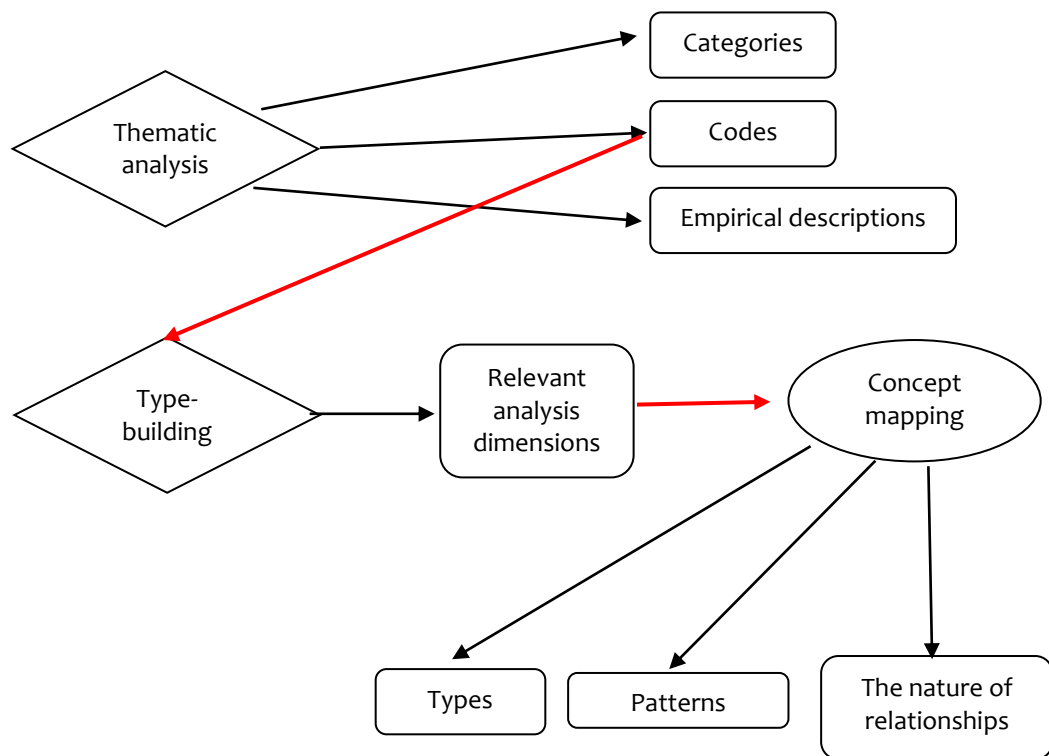 Categories
Thematic
analysis
Codes
Empirical descriptions
Type-
building
Relevant
analysis
dimensions
Concept
mapping
Types
Patterns
The nature of
relationships